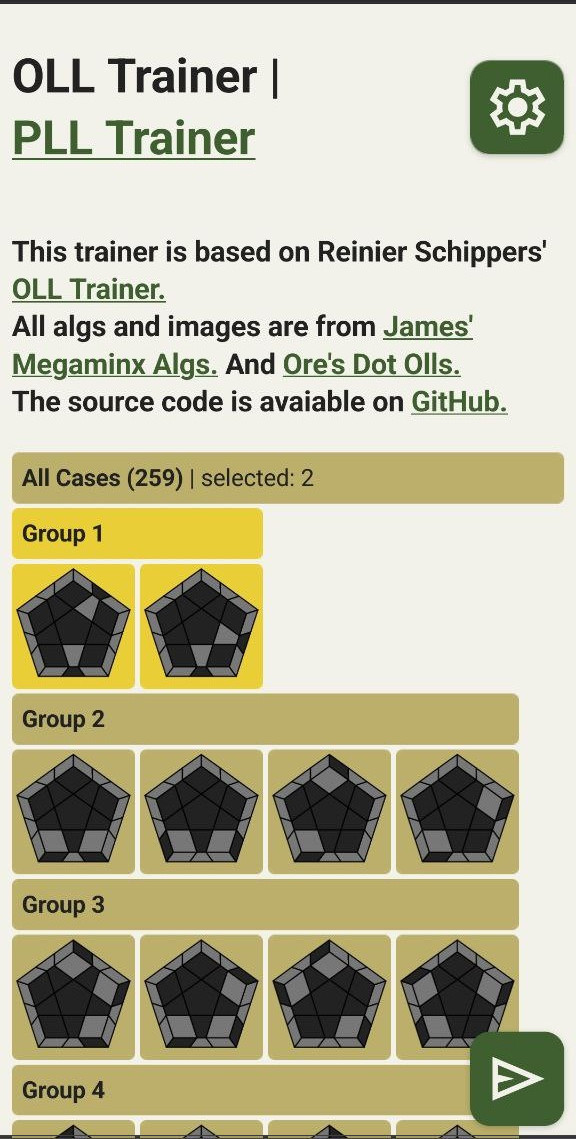 OLL Trainer |
PLL Trainer
This trainer is based on Reinier Schippers'
OLL Trainer.
All algs and images are from James'
Megaminx Algs. And Ore's Dot Olls.
The source code is avaiable on GitHub.
All Cases (259) | selected: 2
Group 1
Group 2
Group 3
Group 4